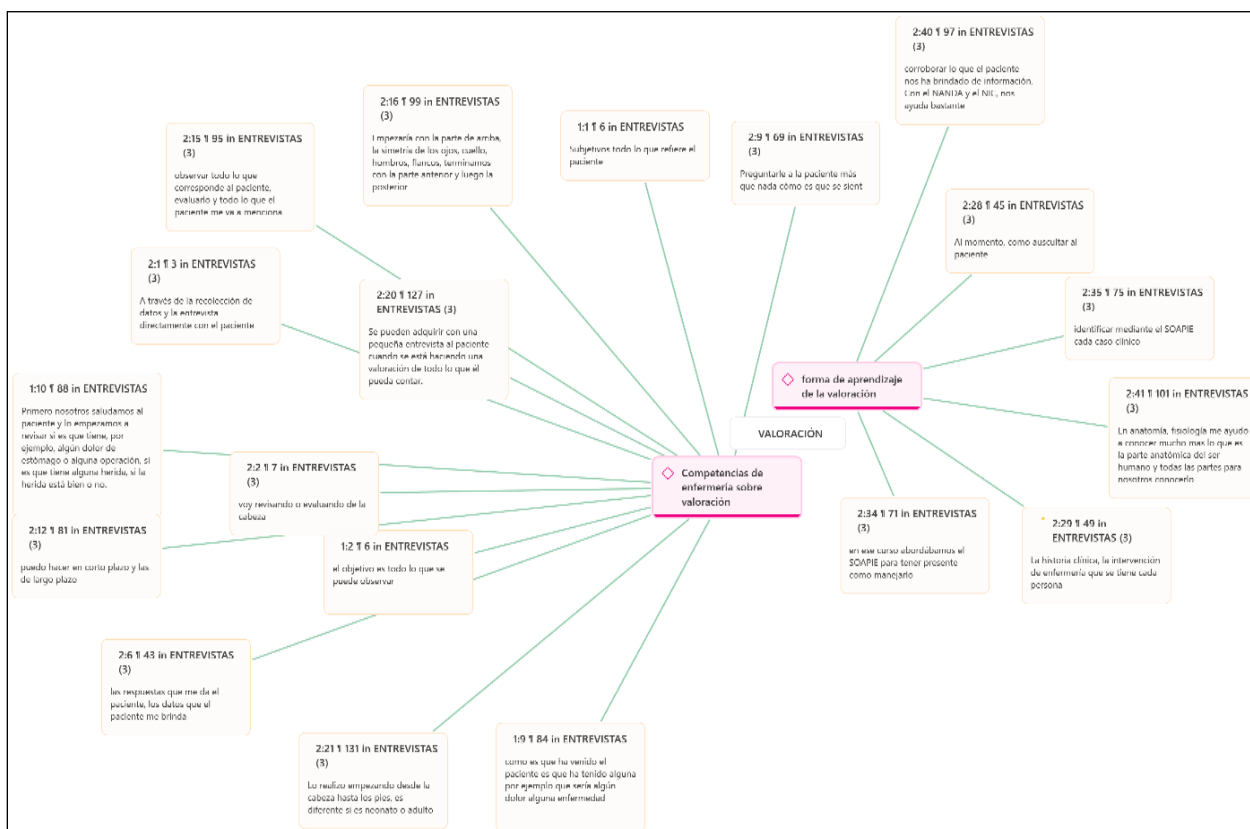 2:40 ¶ 97 in ENTREVISTAS
(3)
corroborar lo que el paciente
nos ha brindado de información.
Con el NANDA y el NIC, nos
ayuda bastante
2:16 ¶ 99 in ENTREVISTAS
(3)
Empezaría con la parte de arriba,
la simetría de los ojos, cuello,
hombros, flancos, terminamos
con la parte anterior y luego la
posterior
1:1 ¶ 6 in ENTREVISTAS
Subjetivos todo lo que refiere el
paciente
2:9 ¶ 69 in ENTREVISTAS
(3)
Preguntarle a la paciente más
que nada cómo es que se sient
2:15 ¶ 95 in ENTREVISTAS
(3)
observar todo lo que
corresponde al paciente,
evaluarlo y todo lo que el
paciente me va a menciona
2:28 ¶ 45 in ENTREVISTAS
(3)
Al momento, como auscultar al
paciente
2:1 ¶ 3 in ENTREVISTAS
(3)
A través de la recolección de
datos y la entrevista
directamente con el paciente
2:20 ¶ 127 in
ENTREVISTAS (3)
Se pueden adquirir con una
pequeña entrevista al paciente
cuando se está haciendo una
valoración de todo lo que él
pueda contar.
2:35 ¶ 75 in ENTREVISTAS
(3)
identificar mediante el SOAPIE
cada caso clínico
forma de aprendizaje
de la valoración
1:10 ¶ 88 in ENTREVISTAS
Primero nosotros saludamos al
paciente y lo empezamos a
revisar si es que tiene, por
ejemplo, algún dolor de
estómago o alguna operación, si
es que tiene alguna herida, si la
herida está bien o no.
2:41 ¶ 101 in ENTREVISTAS
(3)
En anatomía, fisiología me ayudo
a conocer mucho mas lo que es
la parte anatómica del ser
humano y todas las partes para
nosotros conocerlo
VALORACIÓN
2:2 ¶ 7 in ENTREVISTAS
(3)
voy revisando o evaluando de la
cabeza
Competencias de
enfermería sobre
valoración
2:12 ¶ 81 in ENTREVISTAS
(3)
puedo hacer en corto plazo y las
de largo plazo
1:2 ¶ 6 in ENTREVISTAS
el objetivo es todo lo que se
puede observar
2:34 ¶ 71 in ENTREVISTAS
(3)
en ese curso abordábamos el
SOAPIE para tener presente
como manejarlo
2:29 ¶ 49 in
ENTREVISTAS (3)
La historia clínica, la intervención
de enfermería que se tiene cada
persona
2:6 ¶ 43 in ENTREVISTAS
(3)
las respuestas que me da el
paciente, los datos que el
paciente me brinda
2:21 ¶ 131 in ENTREVISTAS
(3)
Lo realizo empezando desde la
cabeza hasta los pies, es
diferente si es neonato o adulto
1:9 ¶ 84 in ENTREVISTAS
como es que ha venido el
paciente es que ha tenido alguna
por ejemplo que sería algún
dolor alguna enfermedad